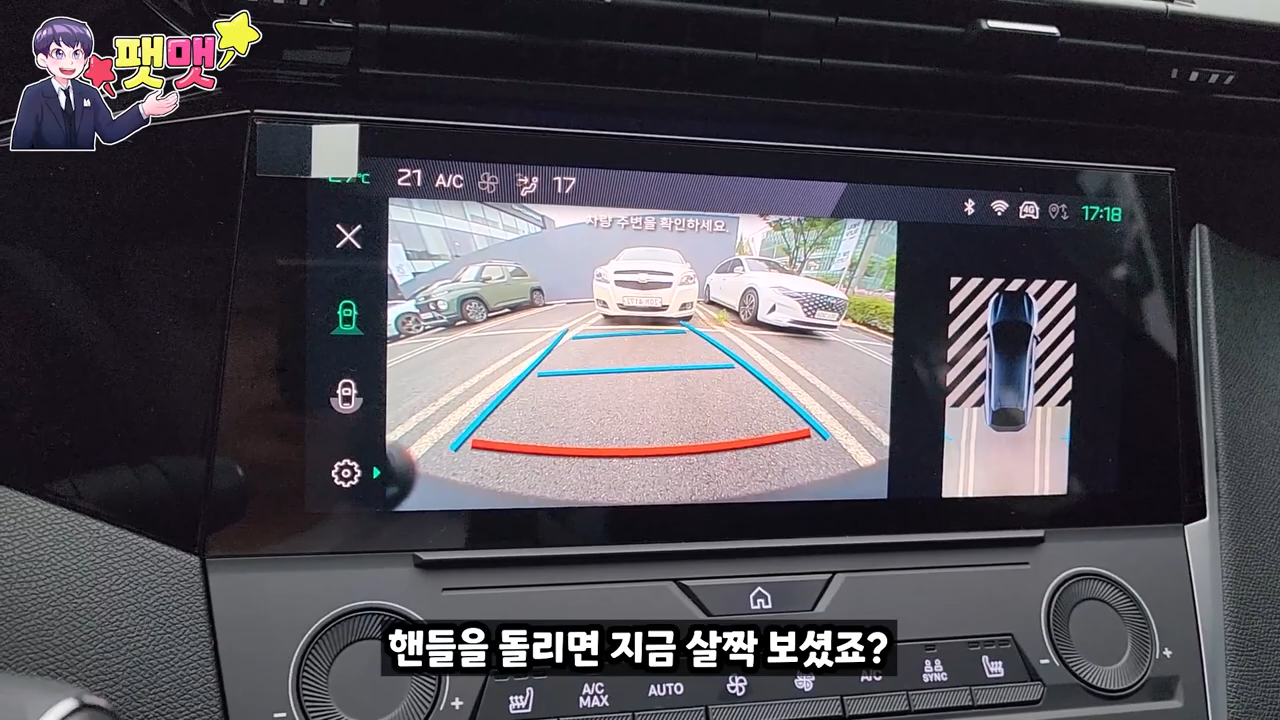 팻맷
21 A/C 17
17:18
4G
차량 주변을 확인하세요
핸들을 돌리면 지금 살짝 보셨죠?
A/C
MAX
AUTO
A/C
SYNC